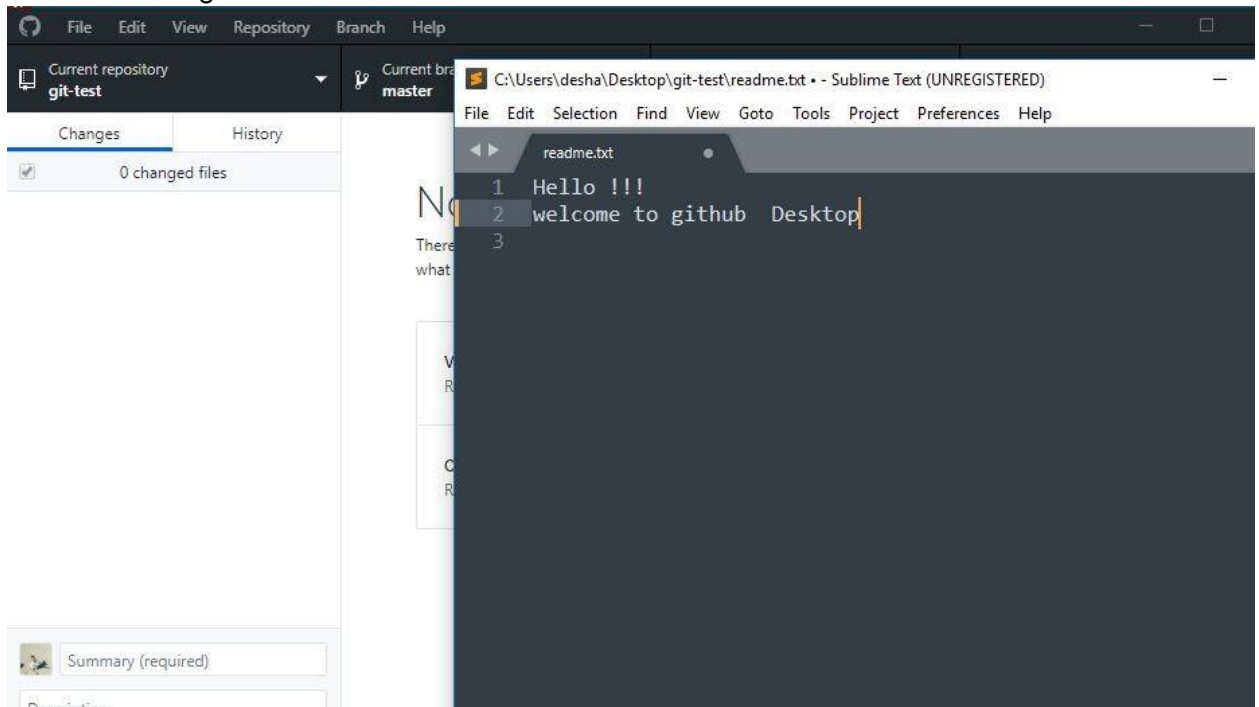 File Edit View Repository Branch Help
Current repository
git-test
Current bra
master
Changes History
0 changed files
No
There
what
V
R
O
R
Summary (required)
C:\Users\desha\Desktop\git-test\readme.txt • - Sublime Text (UNREGISTERED)
File Edit Selection Find View Goto Tools Project Preferences Help
readme.txt
1 Hello !!!
2 welcome to github  Desktop
3